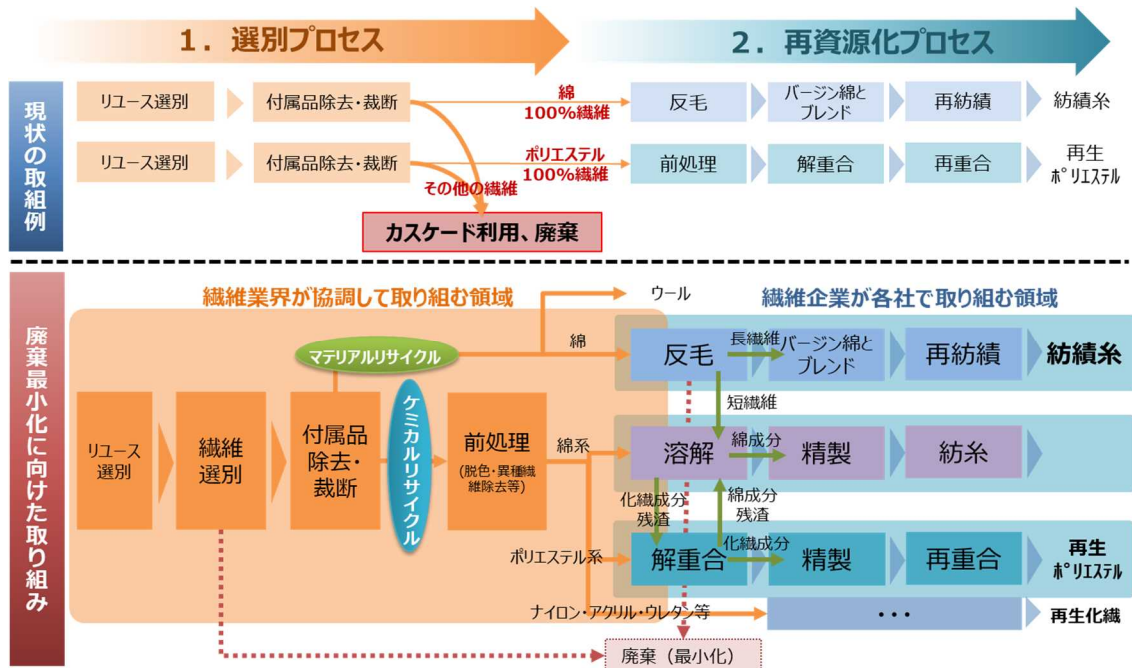 1．選別プロセス
2．再資源化プロセス
現状の取組例
リユース選別
付属品除去・裁断
綿
100％繊維
反毛
バージン綿と
ブレンド
再紡績
紡績糸
リユース選別
付属品除去・裁断
ポリエステル
100％繊維
その他の繊維
前処理
解重合
再重合
再生
ﾎﾟﾘｴｽﾃﾙ
カスケード利用、廃棄
廃棄最小化に向けた取り組み
繊維業界が協調して取り組む領域
繊維企業が各社で取り組む領域
ウール
綿
マテリアルリサイクル
反毛
長繊維
バージン綿と
ブレンド
再紡績
紡績糸
短繊維
リユース
選別
繊維
選別
付属品
除去・
裁断
ケミカルリサイクル
前処理
(脱色・異種繊
維除去等)
綿系
溶解
綿成分
精製
紡糸
化繊成分
残渣
綿成分
残渣
ポリエステル系
解重合
化繊成分
精製
再重合
再生
ﾎﾟﾘｴｽﾃﾙ
ナイロン・アクリル・ウレタン等
・・・
再生化繊
廃棄（最小化）